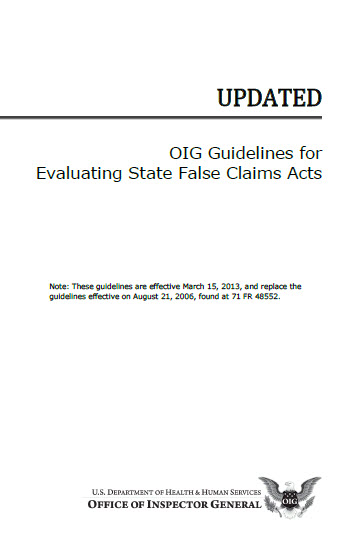 UPDATED
OIG Guidelines for
Evaluating State False Claims Acts
Note: These guidelines are effective March 15, 2013, and replace the
guidelines effective on August 21, 2006, found at 71 FR 48552.
U.S. DEPARTMENT OF HEALTH & HUMAN SERVICES
OFFICE OF INSPECTOR GENERAL
OIG